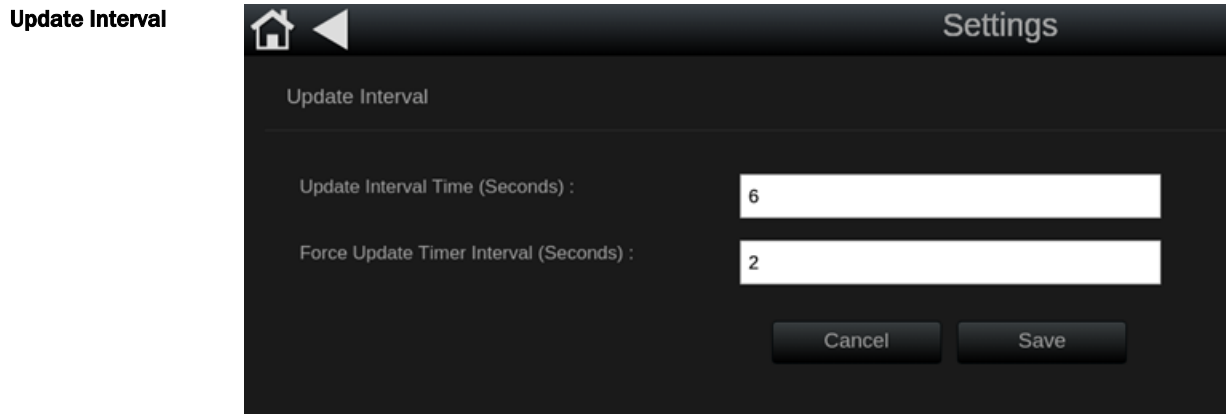 Update Interval
Settings
Update Interval
Update Interval Time (Seconds) :
6
Force Update Timer Interval (Seconds) :
2
Cancel
Save